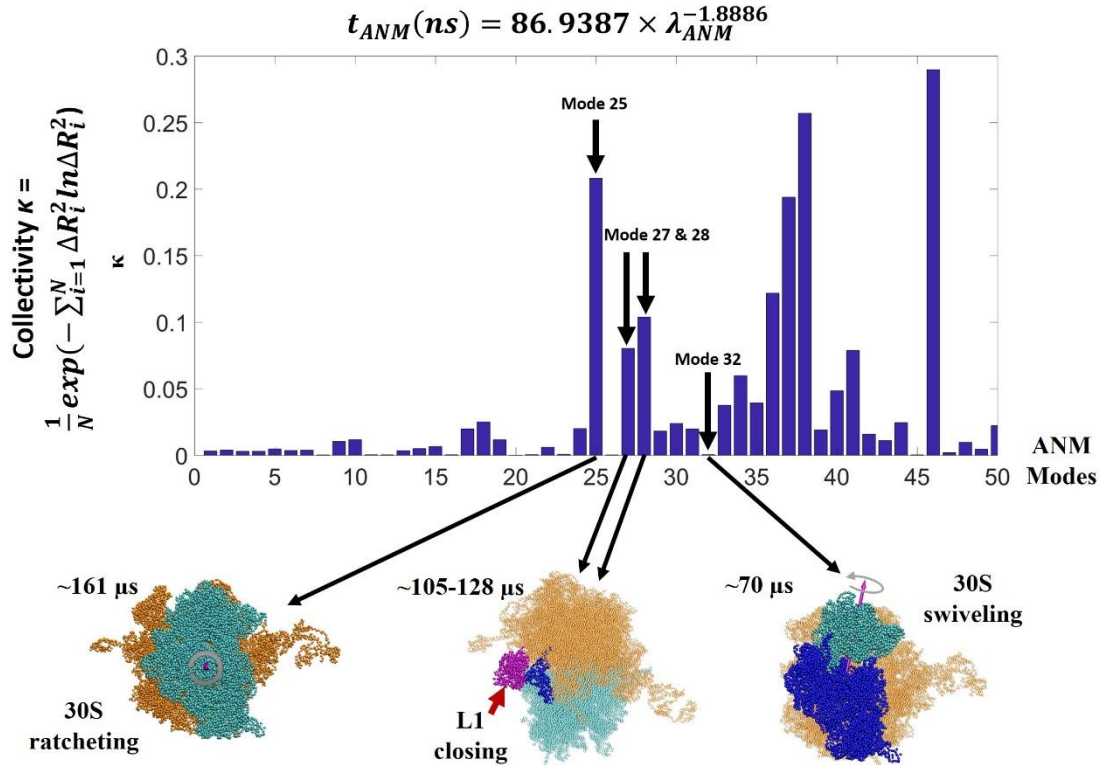 t_ANM(ns) = 86.9387 × λ_ANM^−1.8886
Collectivity κ =
1/N exp(− ∑_{i=1}^{N} ΔR_i^2 lnΔR_i^2)
κ
0.3
0.25
0.2
0.15
0.1
0.05
0
Mode 25
Mode 27 & 28
Mode 32
0 5 10 15 20 25 30 35 40 45 50
ANM
Modes
~161 µs
30S
ratcheting
~105-128 µs
L1
closing
~70 µs
30S
swiveling